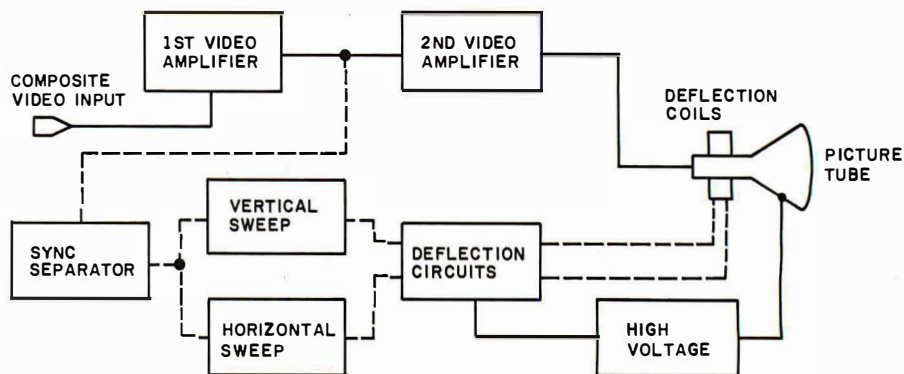 1ST VIDEO
AMPLIFIER
2ND VIDEO
AMPLIFIER
COMPOSITE
VIDEO INPUT
DEFLECTION
COILS
PICTURE
TUBE
VERTICAL
SWEEP
SYNC
SEPARATOR
DEFLECTION
CIRCUITS
HORIZONTAL
SWEEP
HIGH
VOLTAGE